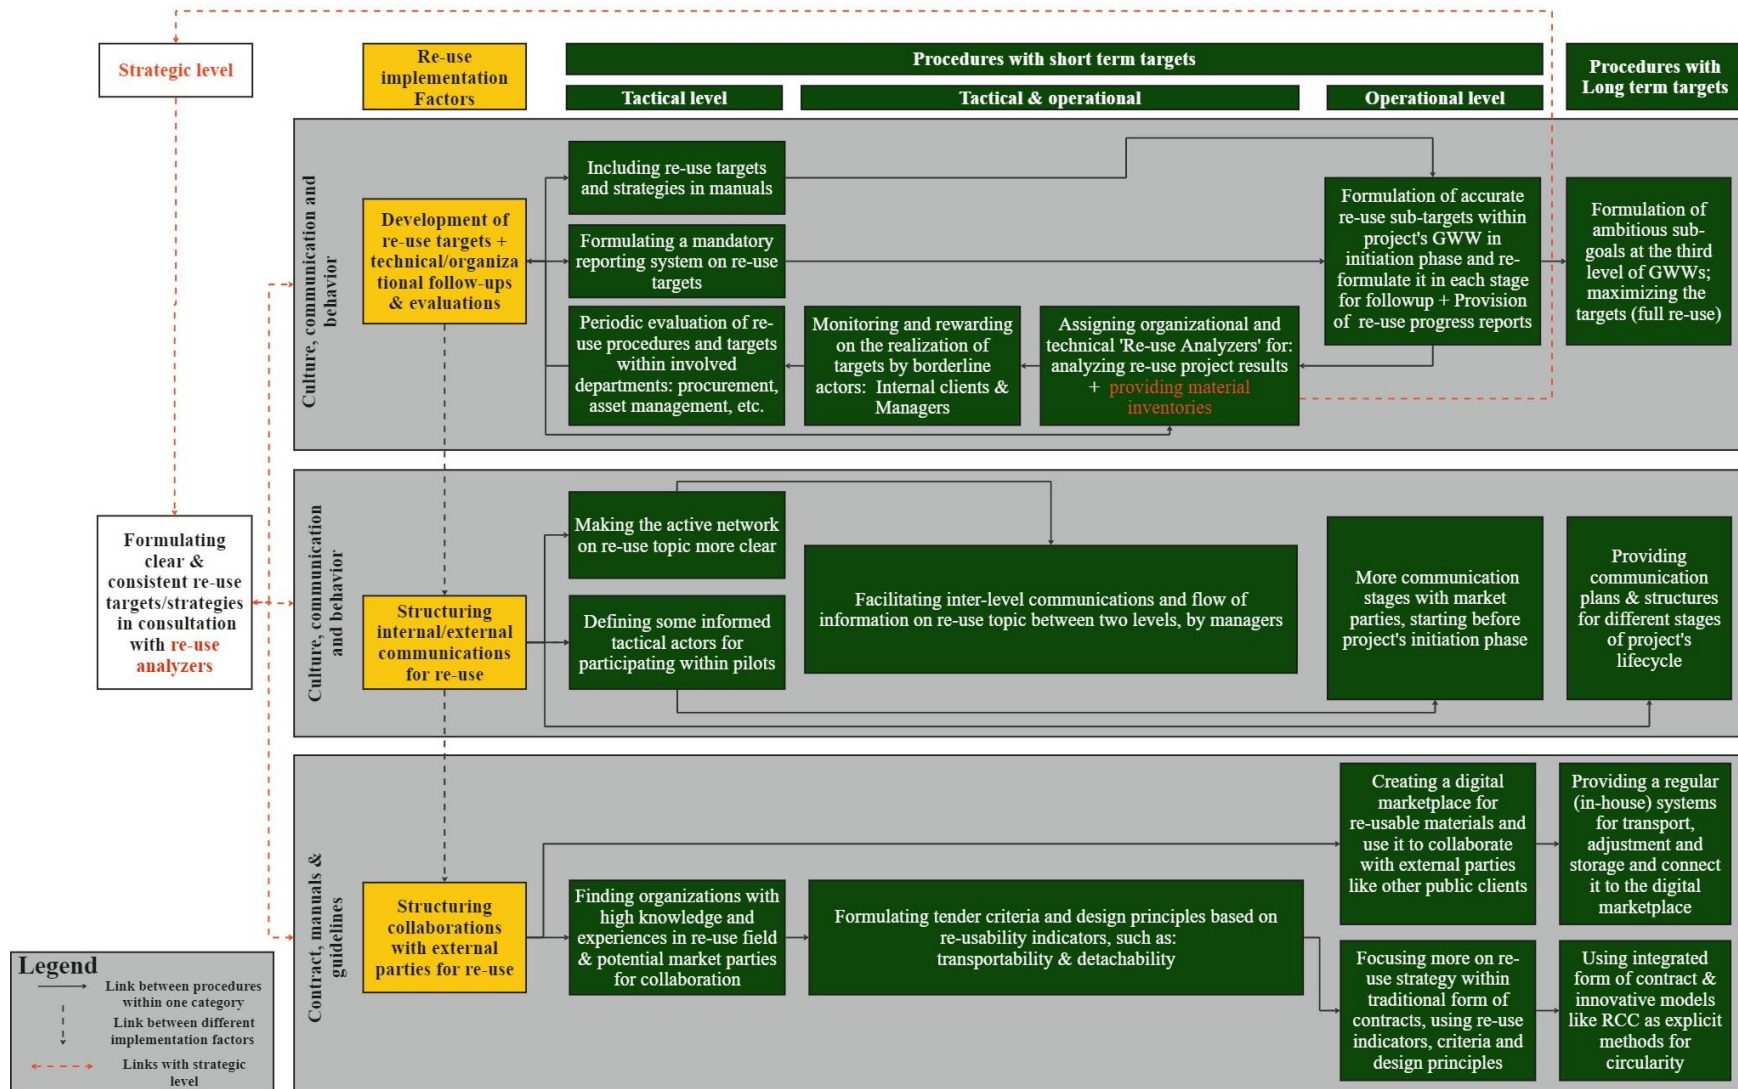 Strategic level
Re-use
implementation
Factors
Procedures with short term targets
Procedures with
Long term targets
Tactical level
Tactical & operational
Operational level
Culture, communication and
behavior
Development of
re-use targets +
technical/organiza
tional follow-ups
& evaluations
Including re-use targets
and strategies in manuals
Formulating a mandatory
reporting system on re-use
targets
Periodic evaluation of re-
use procedures and targets
within involved
departments: procurement,
asset management, etc.
Monitoring and rewarding
on the realization of
targets by borderline
actors:  Internal clients &
Managers
Assigning organizational and
technical 'Re-use Analyzers' for:
analyzing re-use project results
+ providing material
inventories
Formulation of accurate
re-use sub-targets within
project's GWW in
initiation phase and re-
formulate it in each stage
for followup + Provision
of  re-use progress reports
Formulation of
ambitious sub-
goals at the third
level of GWWs;
maximizing the
targets (full re-use)
Formulating
clear &
consistent re-use
targets/strategies
in consultation
with re-use
analyzers
Culture, communication
and behavior
Structuring
internal/external
communications
for re-use
Making the active network
on re-use topic more clear
Defining some informed
tactical actors for
participating within pilots
Facilitating inter-level communications and flow of
information on re-use topic between two levels, by managers
More communication
stages with market
parties, starting before
project's initiation phase
Providing
communication
plans & structures
for different stages
of project's
lifecycle
Contract, manuals &
guidelines
Structuring
collaborations
with external
parties for re-use
Finding organizations with
high knowledge and
experiences in re-use field
& potential market parties
for collaboration
Formulating tender criteria and design principles based on
re-usability indicators, such as:
transportability & detachability
Creating a digital
marketplace for
re-usable materials and
use it to collaborate
with external parties
like other public clients
Providing a regular
(in-house) systems
for transport,
adjustment and
storage and connect
it to the digital
marketplace
Focusing more on re-
use strategy within
traditional form of
contracts, using re-use
indicators, criteria and
design principles
Using integrated
form of contract &
innovative models
like RCC as explicit
methods for
circularity
Legend
Link between procedures
within one category
Link between different
implementation factors
Links with strategic
level